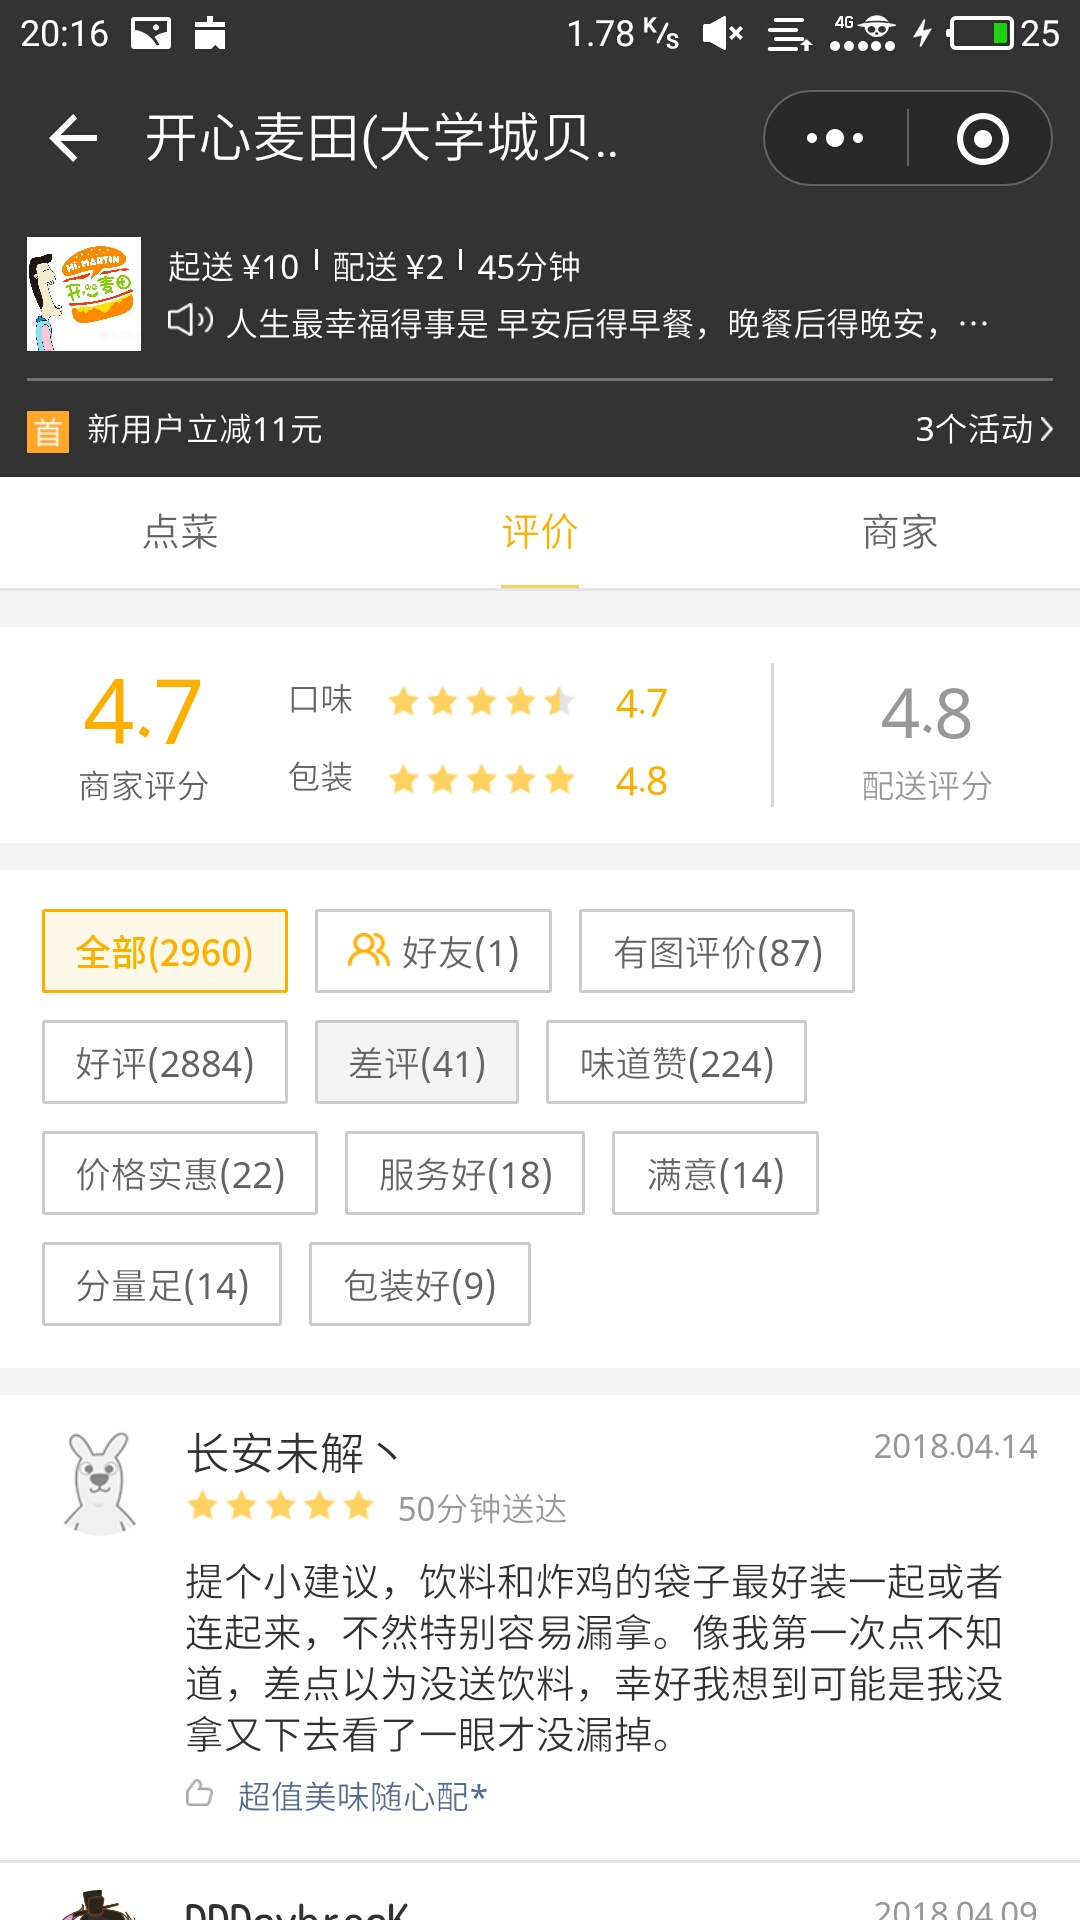 20:16 1.78 K/s 4G 25
开心麦田(大学城贝..
Hi.MARTIN
开心麦田
起送 ¥10 配送 ¥2 45分钟
人生最幸福得事是 早安后得早餐，晚餐后得晚安，…
首 新用户立减11元 3个活动
点菜 评价 商家
4.7 口味 4.7 4.8
商家评分 包装 4.8 配送评分
全部(2960) 好友(1) 有图评价(87)
好评(2884) 差评(41) 味道赞(224)
价格实惠(22) 服务好(18) 满意(14)
分量足(14) 包装好(9)
长安未解丶 2018.04.14
50分钟送达
提个小建议，饮料和炸鸡的袋子最好装一起或者
连起来，不然特别容易漏拿。像我第一次点不知
道，差点以为没送饮料，幸好我想到可能是我没
拿又下去看了一眼才没漏掉。
超值美味随心配*
DDDaybreaK 2018.04.09